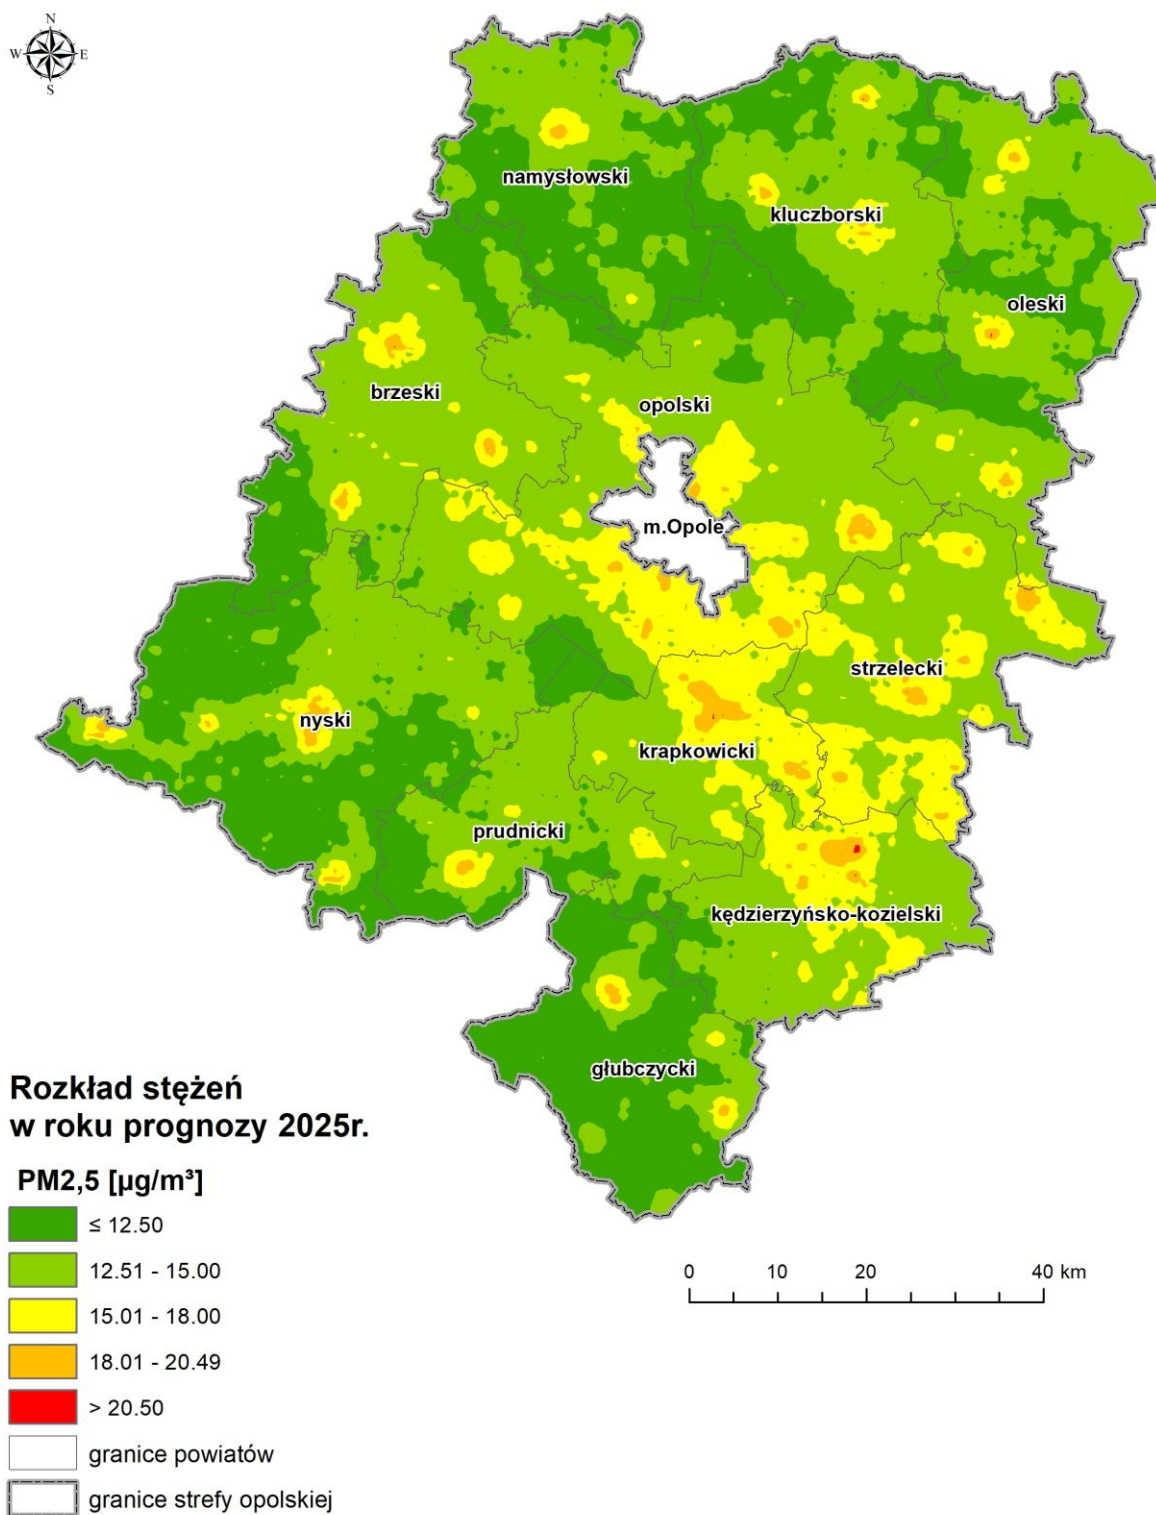 N
W E
S
namysłowski
kluczborski
oleski
brzeski
opolski
m.Opole
strzelecki
nyski
krapkowicki
prudnicki
kędzierzyńsko-kozielski
głubczycki
Rozkład stężeń
w roku prognozy 2025r.
PM2,5 [µg/m³]
≤ 12.50
12.51 - 15.00
15.01 - 18.00
18.01 - 20.49
> 20.50
granice powiatów
granice strefy opolskiej
0 10 20 40 km